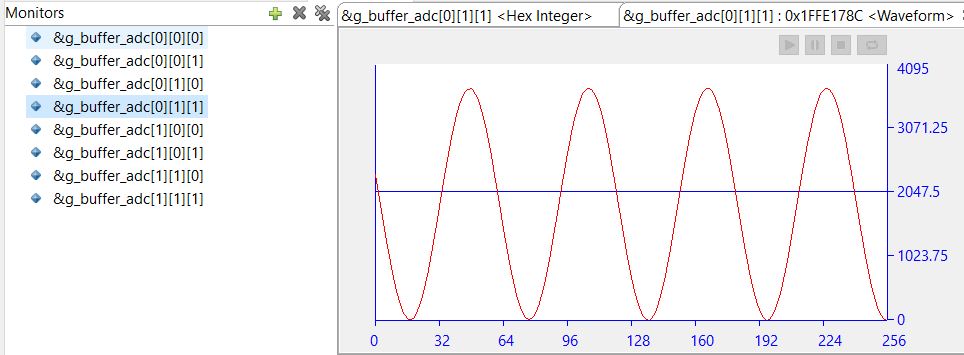 Monitors
&g_buffer_adc[0][0][0]
&g_buffer_adc[0][0][1]
&g_buffer_adc[0][1][0]
&g_buffer_adc[0][1][1]
&g_buffer_adc[1][0][0]
&g_buffer_adc[1][0][1]
&g_buffer_adc[1][1][0]
&g_buffer_adc[1][1][1]
&g_buffer_adc[0][1][1] <Hex Integer>
&g_buffer_adc[0][1][1] : 0x1FFE178C <Waveform>
4095
3071.25
2047.5
1023.75
0
0 32 64 96 128 160 192 224 256